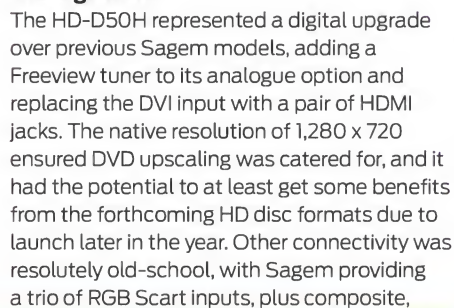 The HD-D50H represented a digital upgrade
over previous Sagem models, adding a
Freeview tuner to its analogue option and
replacing the DVI input with a pair of HDMI
jacks. The native resolution of 1,280 x 720
ensured DVD upscaling was catered for, and it
had the potential to at least get some benefits
from the forthcoming HD disc formats due to
launch later in the year. Other connectivity was
resolutely old-school, with Sagem providing
a trio of RGB Scart inputs, plus composite,